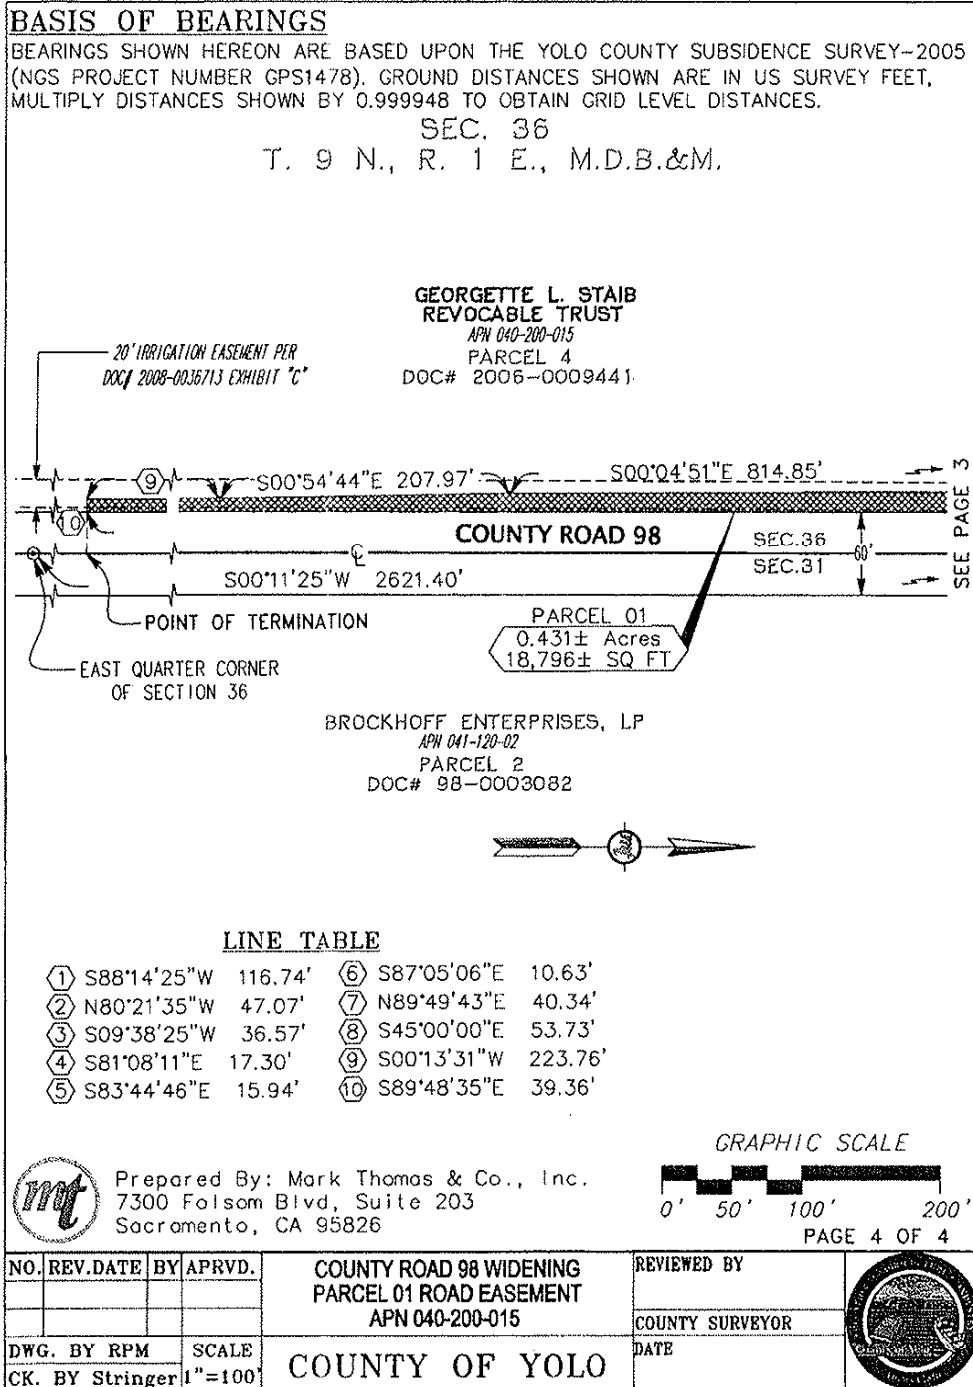 BASIS OF BEARINGS
BEARINGS SHOWN HEREON ARE BASED UPON THE YOLO COUNTY SUBSIDENCE SURVEY-2005
(NGS PROJECT NUMBER GPS1478). GROUND DISTANCES SHOWN ARE IN US SURVEY FEET,
MULTIPLY DISTANCES SHOWN BY 0.999948 TO OBTAIN GRID LEVEL DISTANCES.
SEC. 36
T. 9 N., R. 1 E., M.D.B.&M.
GEORGETTE L. STAIB
REVOCABLE TRUST
APN 040-200-015
PARCEL 4
DOC# 2006-0009441
20' IRRIGATION EASEMENT PER
DOC# 2008-0036713 EXHIBIT "C"
9
S00°54'44"E 207.97'
S00°04'51"E 814.85'
SEE PAGE 3
10
COUNTY ROAD 98
SEC.36
60'
SEC.31
℄
S00°11'25"W 2621.40'
POINT OF TERMINATION
PARCEL 01
0.431± Acres
18,796± SQ FT
EAST QUARTER CORNER
OF SECTION 36
BROCKHOFF ENTERPRISES, LP
APN 041-120-02
PARCEL 2
DOC# 98-0003082
LINE TABLE
1 S88°14'25"W 116.74' 6 S87°05'06"E 10.63'
2 N80°21'35"W 47.07' 7 N89°49'43"E 40.34'
3 S09°38'25"W 36.57' 8 S45°00'00"E 53.73'
4 S81°08'11"E 17.30' 9 S00°13'31"W 223.76'
5 S83°44'46"E 15.94' 10 S89°48'35"E 39.36'
GRAPHIC SCALE
0' 50' 100' 200'
mt
Prepared By: Mark Thomas & Co., Inc.
7300 Folsom Blvd, Suite 203
Sacramento, CA 95826
PAGE 4 OF 4
NO. REV.DATE BY APRVD.
COUNTY ROAD 98 WIDENING
PARCEL 01 ROAD EASEMENT
APN 040-200-015
REVIEWED BY
COUNTY SURVEYOR
DATE
DWG. BY RPM
SCALE
CK. BY Stringer
1"=100'
COUNTY OF YOLO